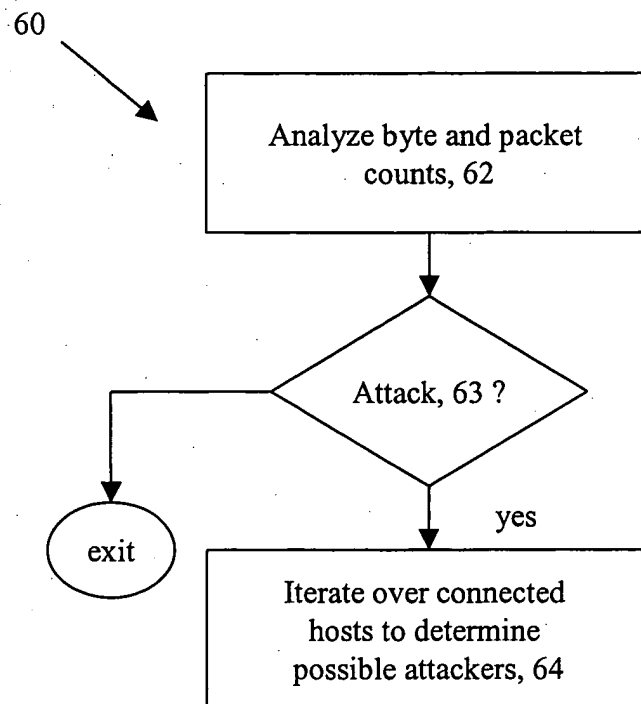 60
Analyze byte and packet
counts, 62
Attack, 63 ?
yes
exit
Iterate over connected
hosts to determine
possible attackers, 64